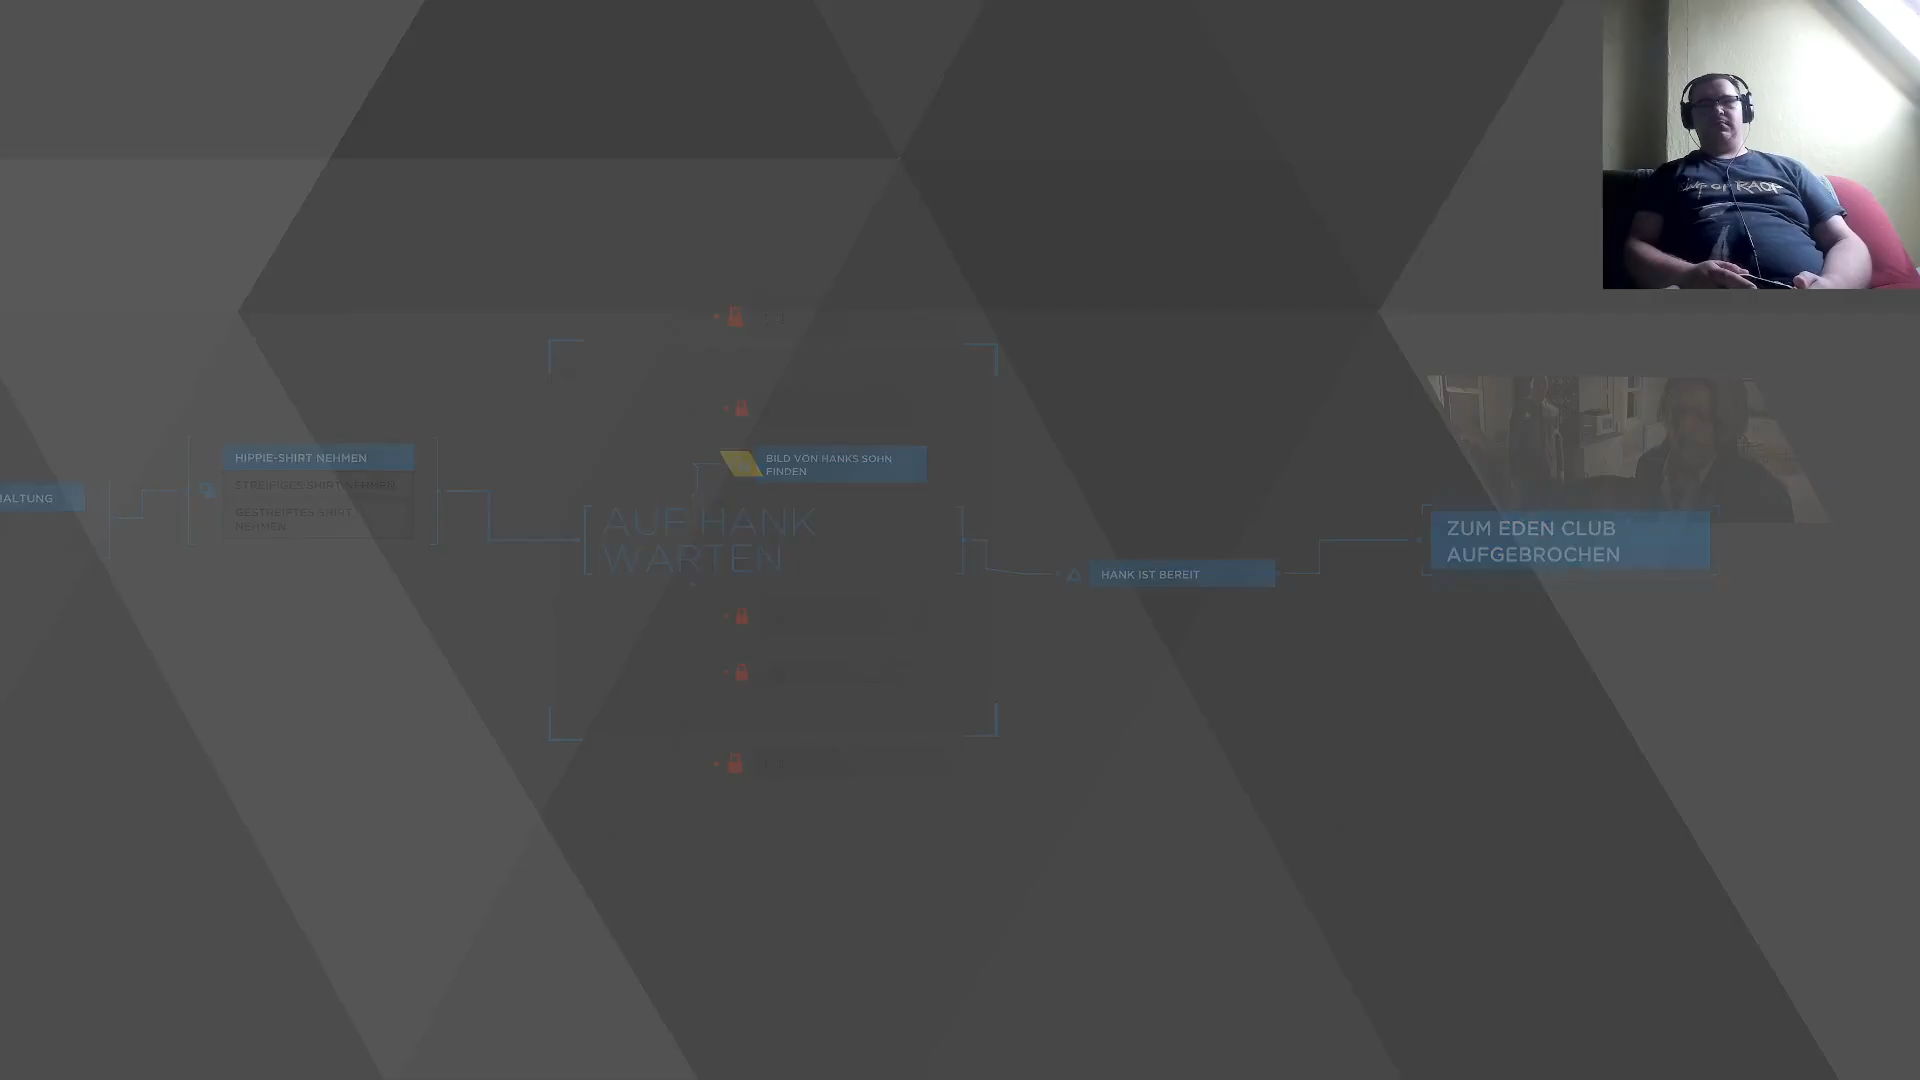 HALTUNG
HIPPIE-SHIRT NEHMEN
STREIFIGES SHIRT NEHMEN
GESTREIFTES SHIRT
NEHMEN
BILD VON HANKS SOHN
FINDEN
AUF HANK
WARTEN
HANK IST BEREIT
ZUM EDEN CLUB
AUFGEBROCHEN